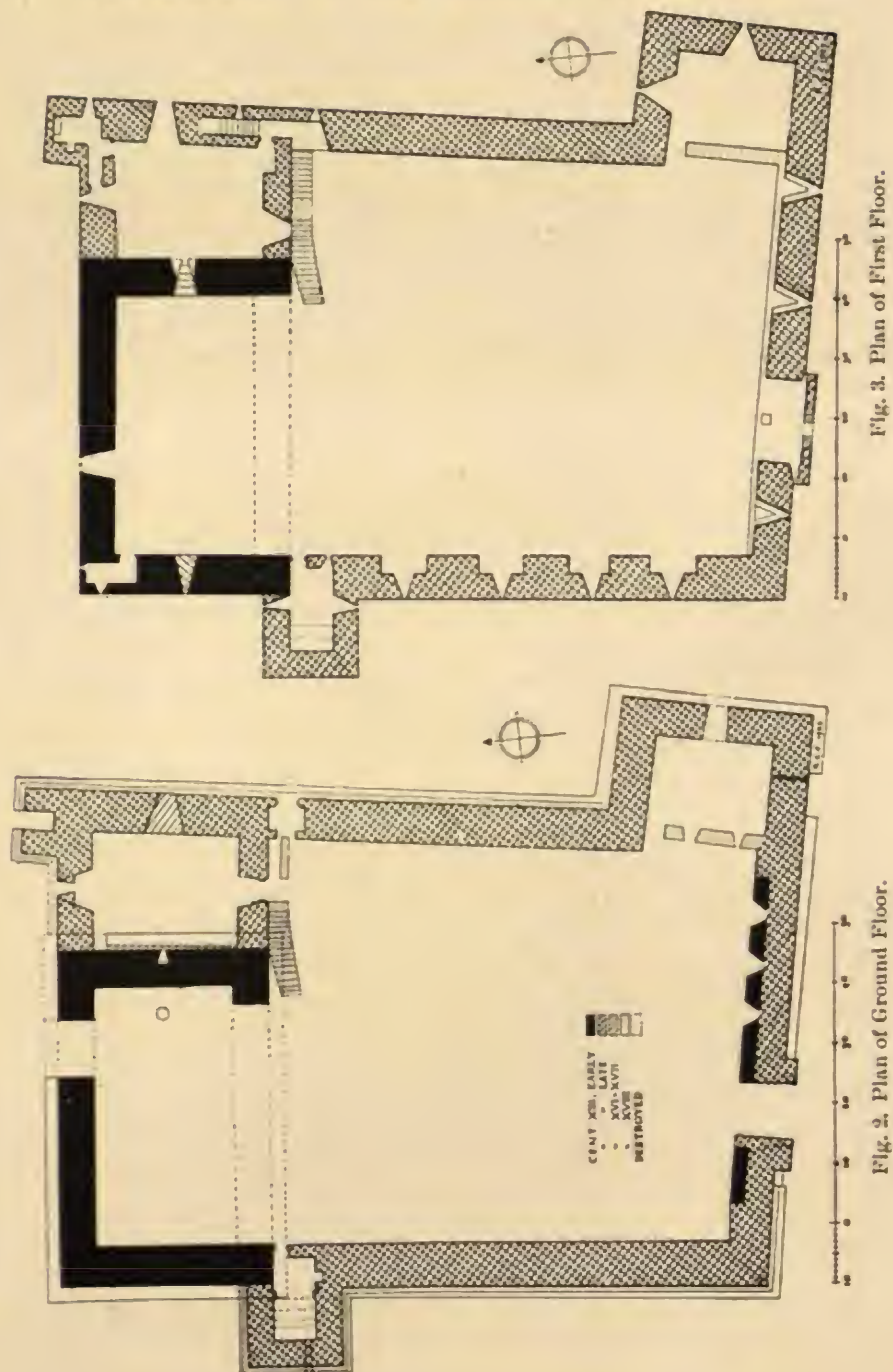 Fig. 3. Plan of First Floor.
CENT XIII. EARLY
" " LATE
" XVI-XVII
" XVIII
DESTROYED
Fig. 2. Plan of Ground Floor.